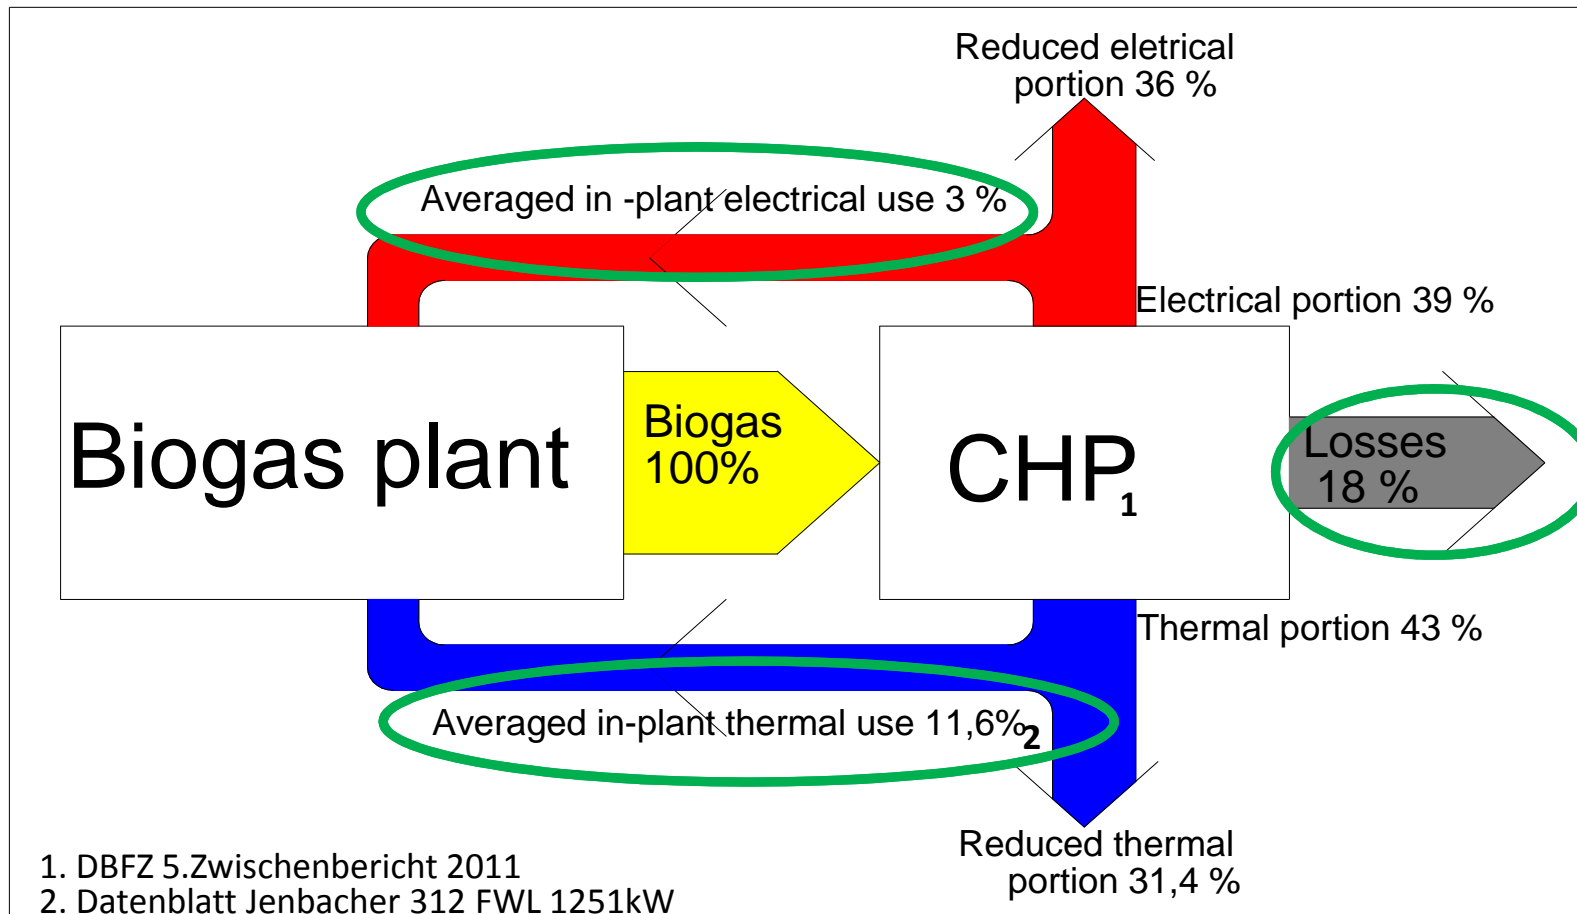 Reduced eletrical
portion 36 %
Averaged in -plant electrical use 3 %
Electrical portion 39 %
Biogas plant
Biogas
100%
CHP1
Losses
18 %
Thermal portion 43 %
Averaged in-plant thermal use 11,6%2
Reduced thermal
portion 31,4 %
1. DBFZ 5.Zwischenbericht 2011
2. Datenblatt Jenbacher 312 FWL 1251kW